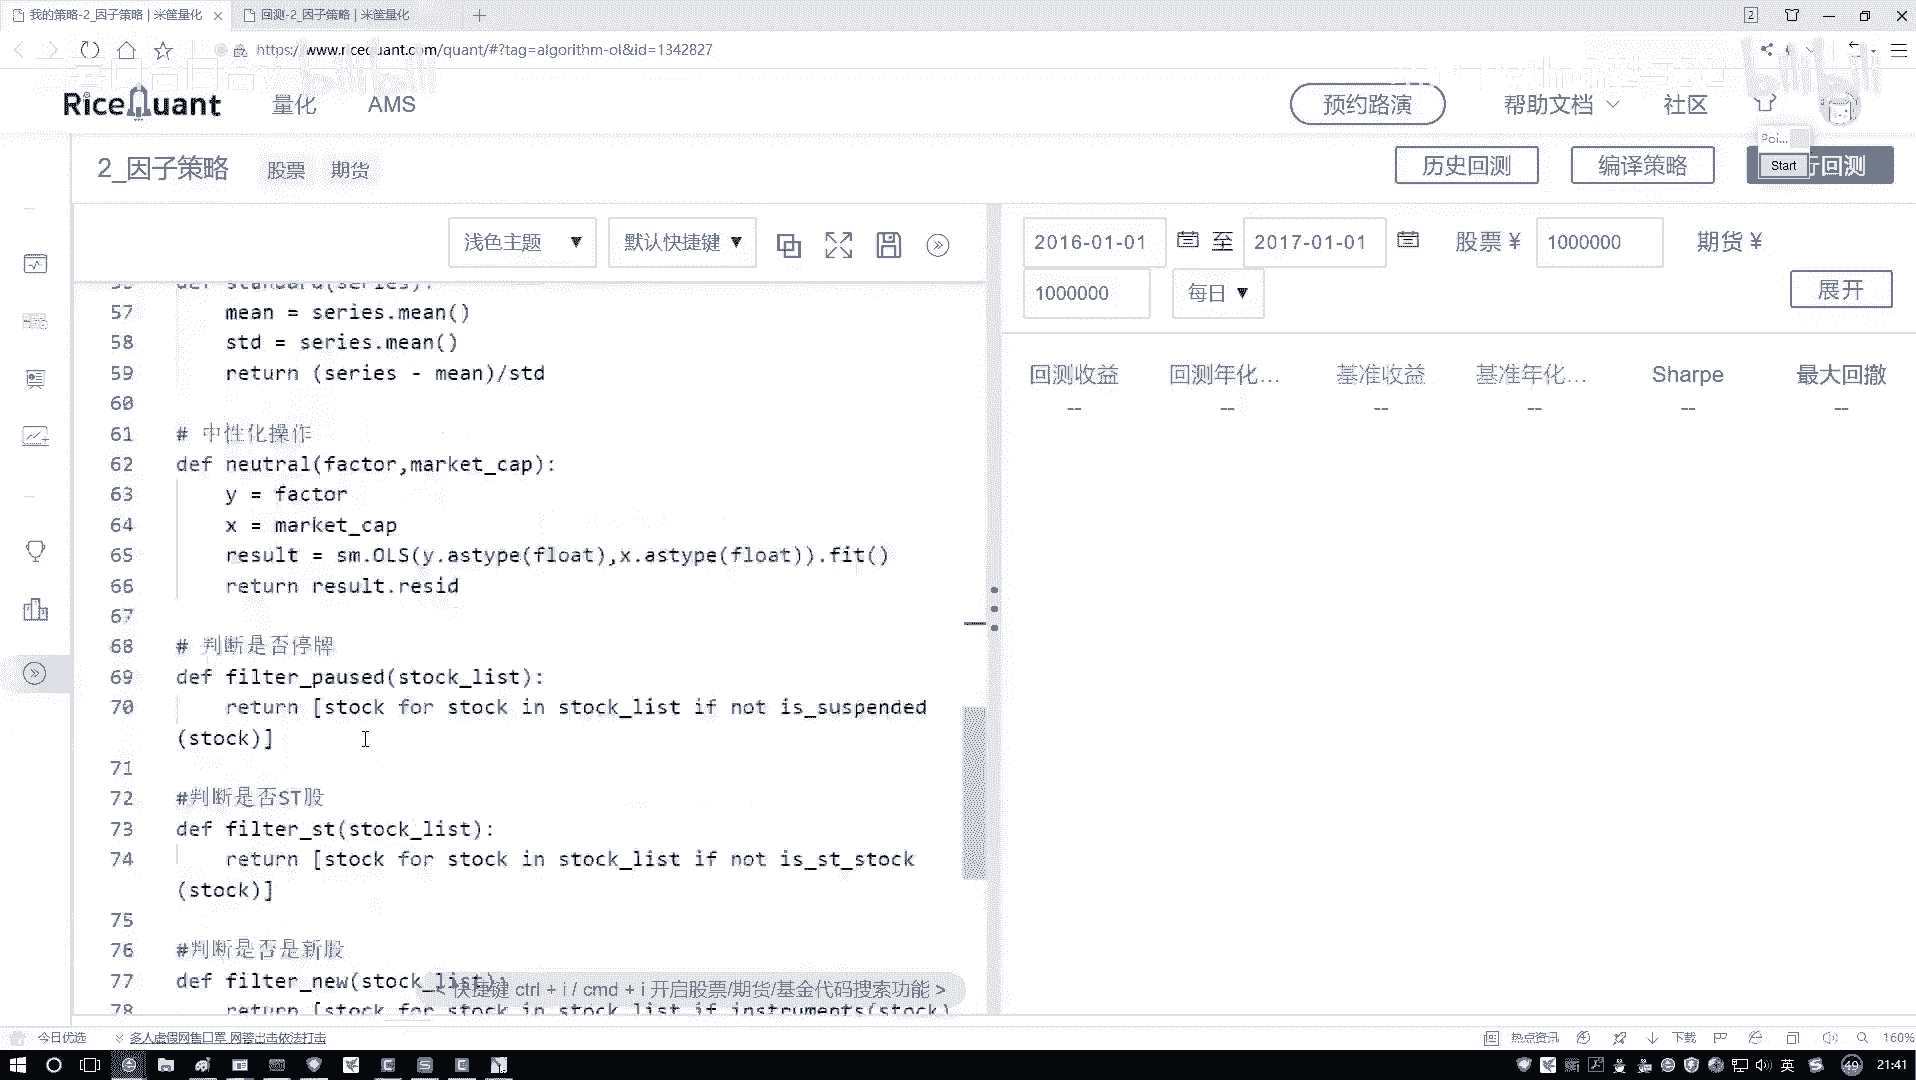 我的策略-2_因子策略 | 米筐量化
回测-2_因子策略 | 米筐量化
2
https://www.ricequant.com/quant/#?tag=algorithm-ol&id=1342827
RiceQuant 量化 AMS 预约路演 帮助文档 社区
Poi...
2_因子策略 股票 期货 历史回测 编译策略 Start 行回测
浅色主题 ▼ 默认快捷键 ▼
2016-01-01 至 2017-01-01 股票 ¥ 1000000 期货 ¥
1000000 每日 ▼ 展开
回测收益 回测年化... 基准收益 基准年化... Sharpe 最大回撤
-- -- -- -- -- --
def standard(series):
57 mean = series.mean()
58 std = series.mean()
59 return (series - mean)/std
60
61 # 中性化操作
62 def neutral(factor,market_cap):
63 y = factor
64 x = market_cap
65 result = sm.OLS(y.astype(float),x.astype(float)).fit()
66 return result.resid
67
68 # 判断是否停牌
69 def filter_paused(stock_list):
70 return [stock for stock in stock_list if not is_suspended
(stock)]
71
72 #判断是否ST股
73 def filter_st(stock_list):
74 return [stock for stock in stock_list if not is_st_stock
(stock)]
75
76 #判断是否是新股
77 def filter_new(stock_list):
< 快捷键 ctrl + i / cmd + i 开启股票/期货/基金代码搜索功能 >
78 return [stock for stock in stock_list if instruments(stock)
今日优选 多人虚假网售口罩 网警出击依法打击 热点资讯 下载 160%
英 49 21:41